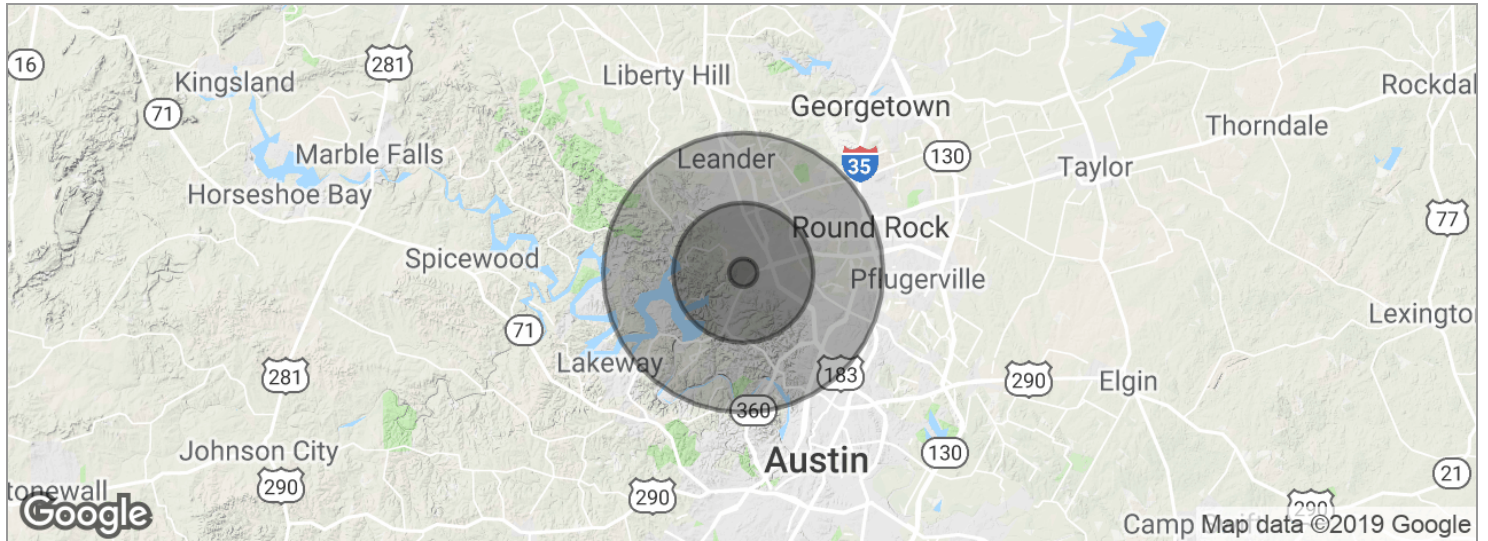 16
281
Kingsland
Liberty Hill
Rockdal
71
Georgetown
Thorndale
Marble Falls
Leander
35
130
Taylor
Horseshoe Bay
77
Round Rock
Spicewood
Pflugerville
71
Lexingto
Lakeway
281
183
290
Elgin
360
Johnson City
Austin
130
21
290
tonewall
290
290
Google
Camp
Map data ©2019 Google